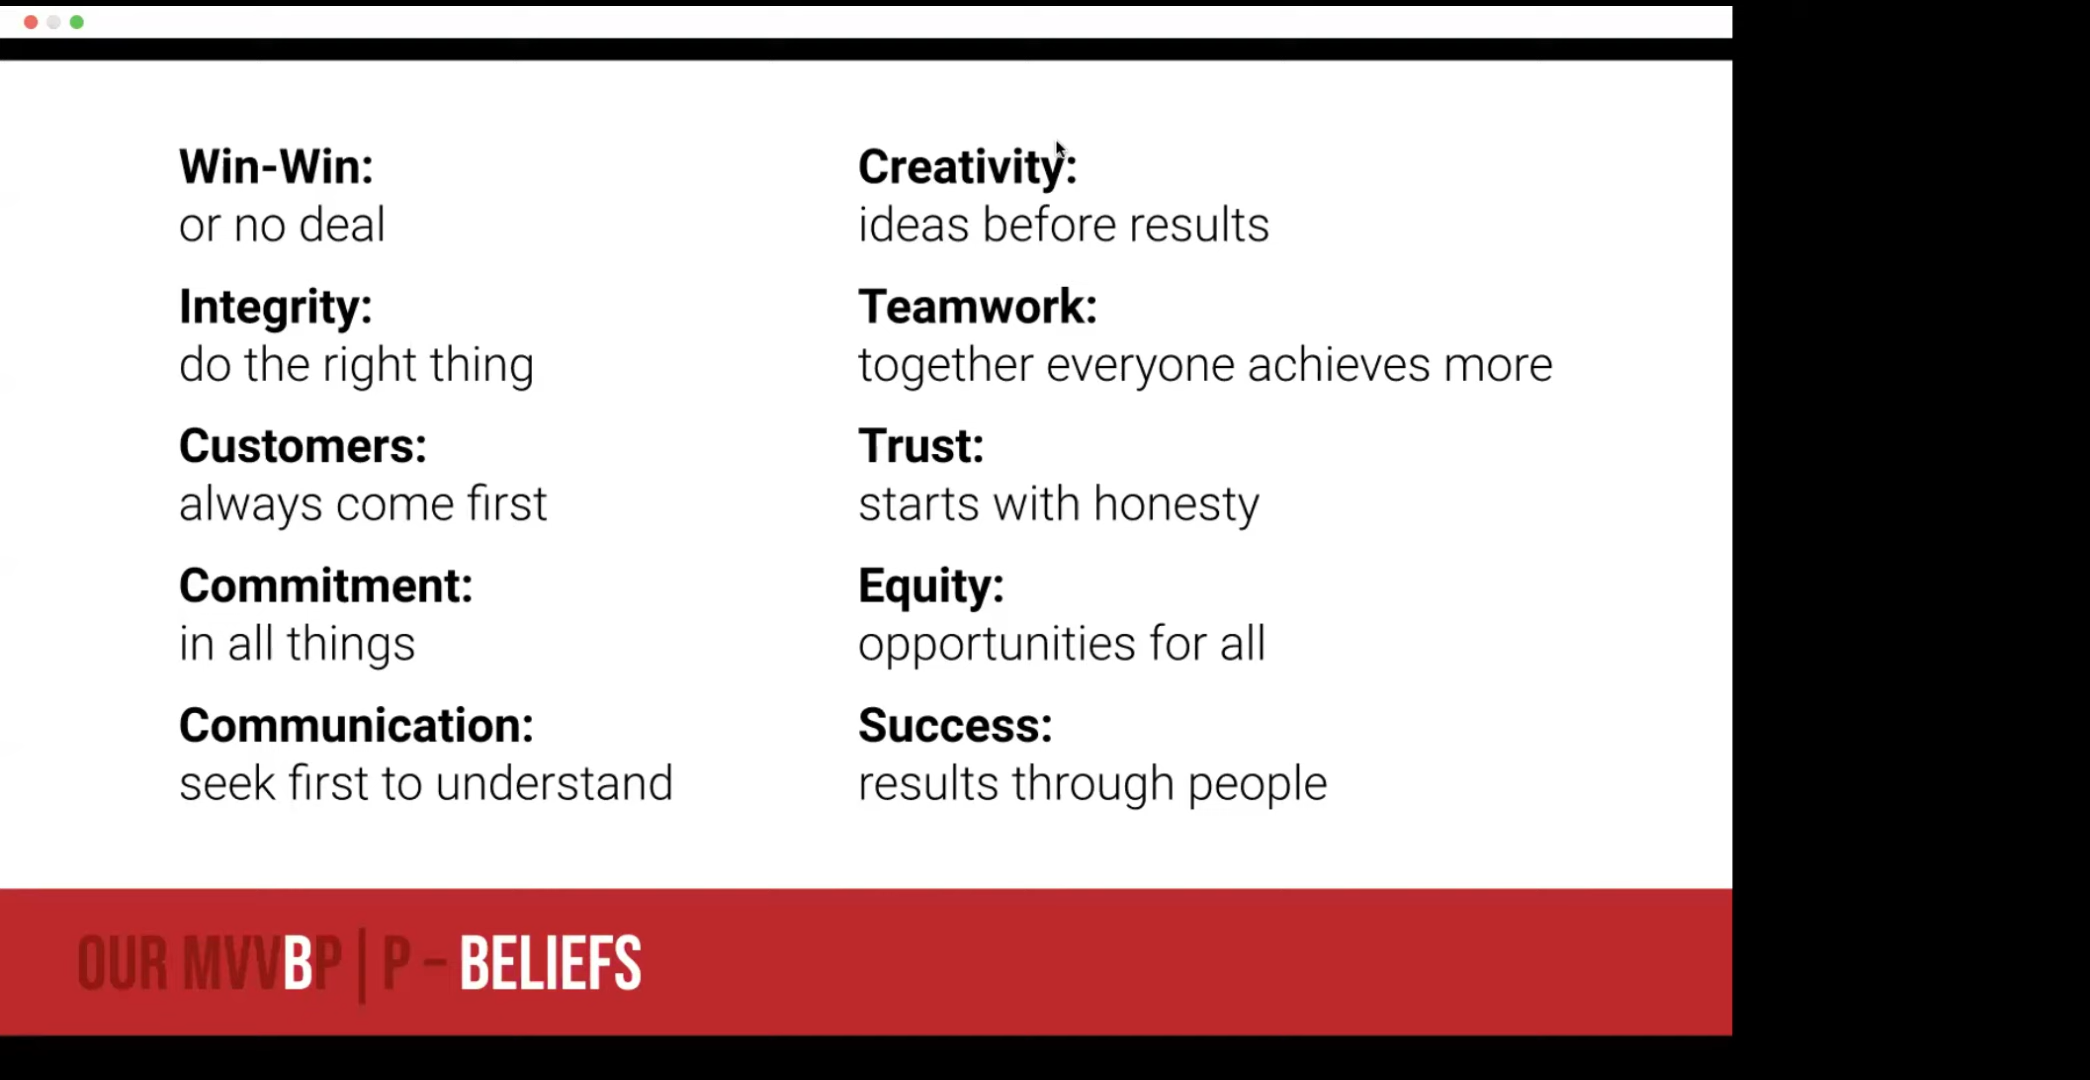 Win-Win:
or no deal
Integrity:
do the right thing
Customers:
always come first
Commitment:
in all things
Communication:
seek first to understand
Creativity:
ideas before results
Teamwork:
together everyone achieves more
Trust:
starts with honesty
Equity:
opportunities for all
Success:
results through people
OUR MVVBP | P – BELIEFS